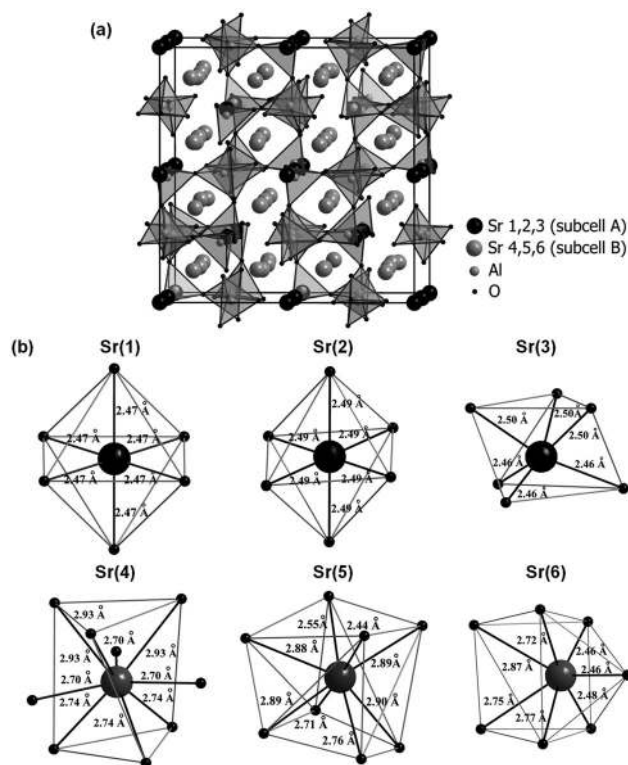 (a)
Sr 1,2,3 (subcell A)
Sr 4,5,6 (subcell B)
Al
O
(b)
Sr(1)
Sr(2)
Sr(3)
2.47 Å
2.47 Å
2.47 Å
2.47 Å
2.47 Å
2.47 Å
2.49 Å
2.49 Å
2.49 Å
2.49 Å
2.49 Å
2.49 Å
2.50 Å
2.50Å
2.50 Å
2.46 Å
2.46 Å
2.46 Å
Sr(4)
Sr(5)
Sr(6)
2.93 Å
2.70 Å
2.93 Å
2.93 Å
2.70 Å
2.70 Å
2.74 Å
2.74 Å
2.74 Å
2.55Å
2.44 Å
2.88 Å
2.89Å
2.89 Å
2.90 Å
2.71 Å
2.76 Å
2.72 Å
2.46 Å
2.87 Å
2.46 Å
2.75 Å
2.48 Å
2.77 Å